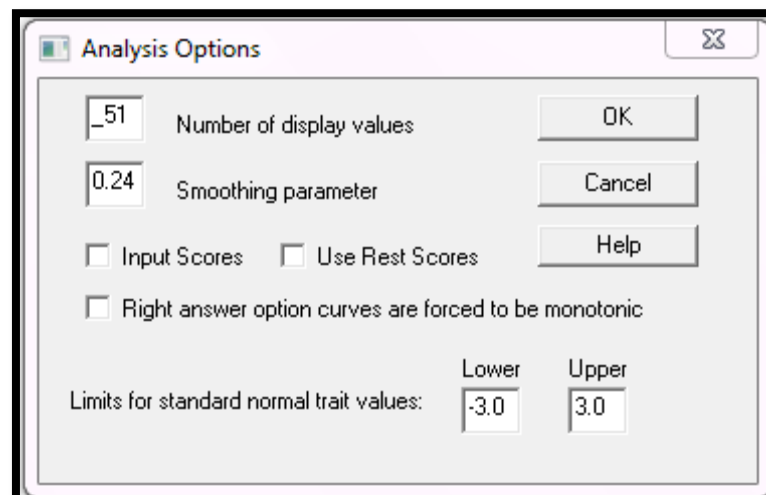 Analysis Options
_51 Number of display values OK
0.24 Smoothing parameter Cancel
Input Scores Use Rest Scores Help
Right answer option curves are forced to be monotonic
Lower Upper
Limits for standard normal trait values: -3.0 3.0